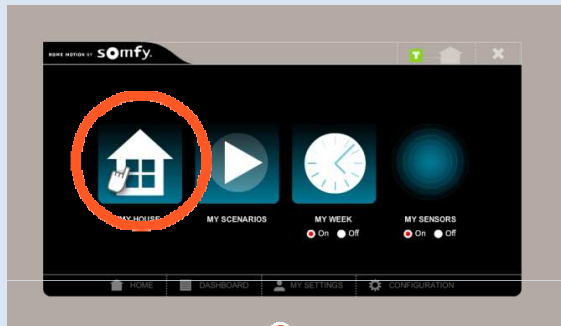 HOME MOTION BY somfy.
T
MY HOUSE
MY SCENARIOS
MY WEEK
On Off
MY SENSORS
On Off
HOME DASHBOARD MY SETTINGS CONFIGURATION